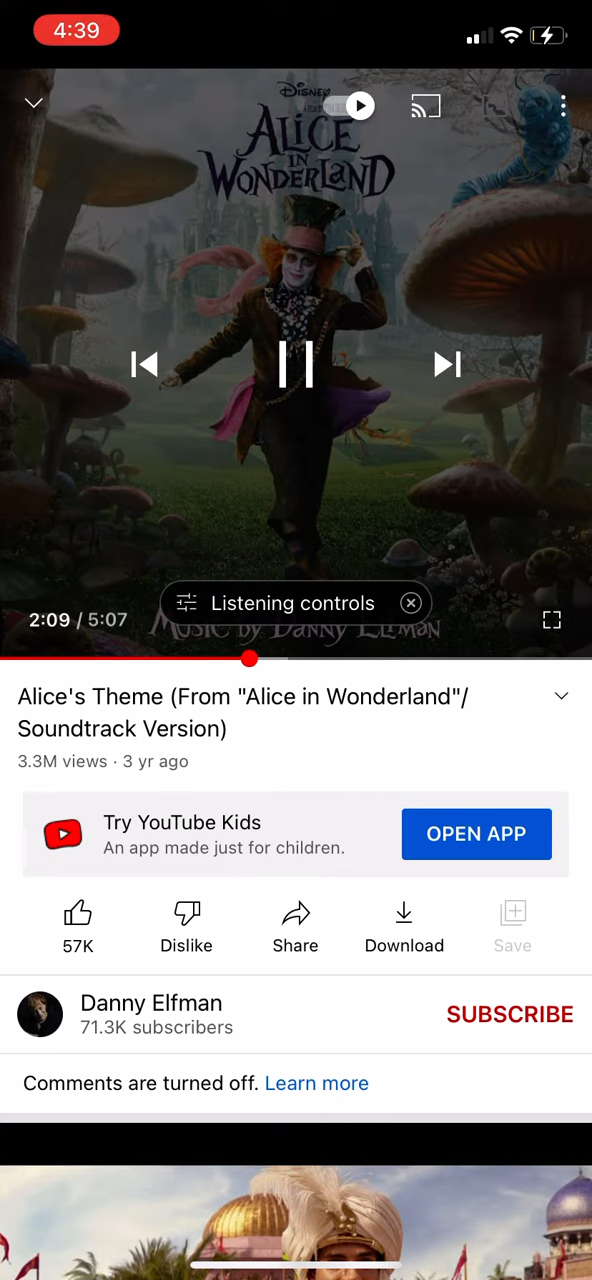 4:39
Disney
ALICE
IN
WONDERLAND
Listening controls
2:09 / 5:07
Music by Danny Elfman
Alice's Theme (From "Alice in Wonderland"/
Soundtrack Version)
3.3M views · 3 yr ago
Try YouTube Kids
An app made just for children.
OPEN APP
57K
Dislike
Share
Download
Save
Danny Elfman
71.3K subscribers
SUBSCRIBE
Comments are turned off. Learn more